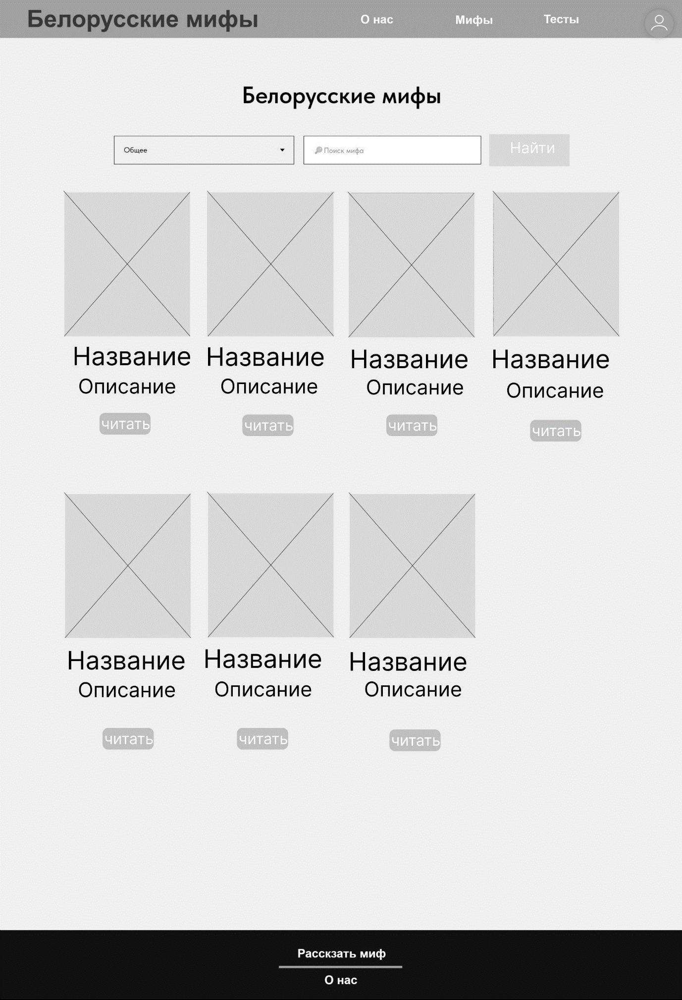 Белорусские мифы
О нас
Мифы
Тесты
Белорусские мифы
Общее
Поиск мифа
Найти
Название
Название
Название
Название
Описание
Описание
Описание
Описание
читать
читать
читать
читать
Название
Название
Название
Описание
Описание
Описание
читать
читать
читать
Расскзать миф
О нас